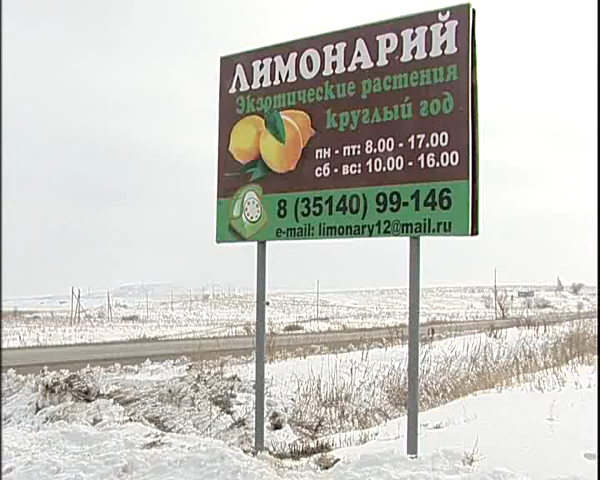 ЛИМОНАРИЙ
Экзотические растения
круглый год
пн - пт: 8.00 - 17.00
сб - вс: 10.00 - 16.00
8 (35140) 99-146
e-mail: limonary12@mail.ru